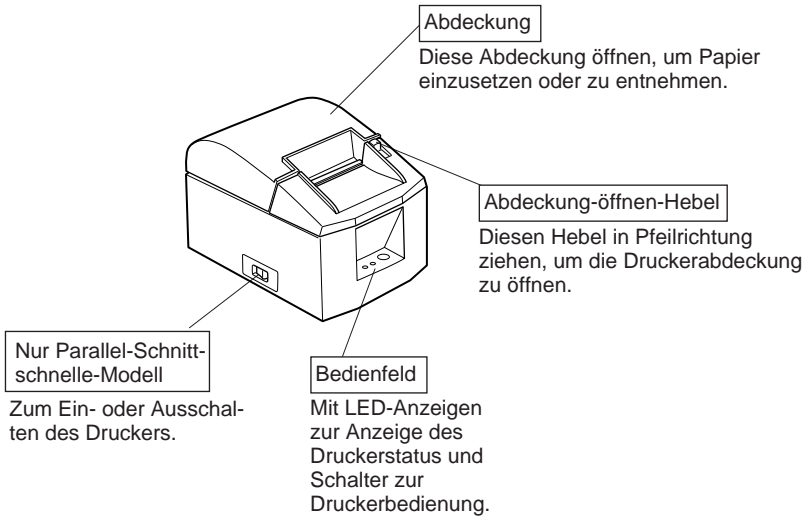 Abdeckung
Diese Abdeckung öffnen, um Papier
einzusetzen oder zu entnehmen.
Abdeckung-öffnen-Hebel
Diesen Hebel in Pfeilrichtung
ziehen, um die Druckerabdeckung
zu öffnen.
Nur Parallel-Schnitt-
schnelle-Modell
Zum Ein- oder Ausschal-
ten des Druckers.
Bedienfeld
Mit LED-Anzeigen
zur Anzeige des
Druckerstatus und
Schalter zur
Druckerbedienung.